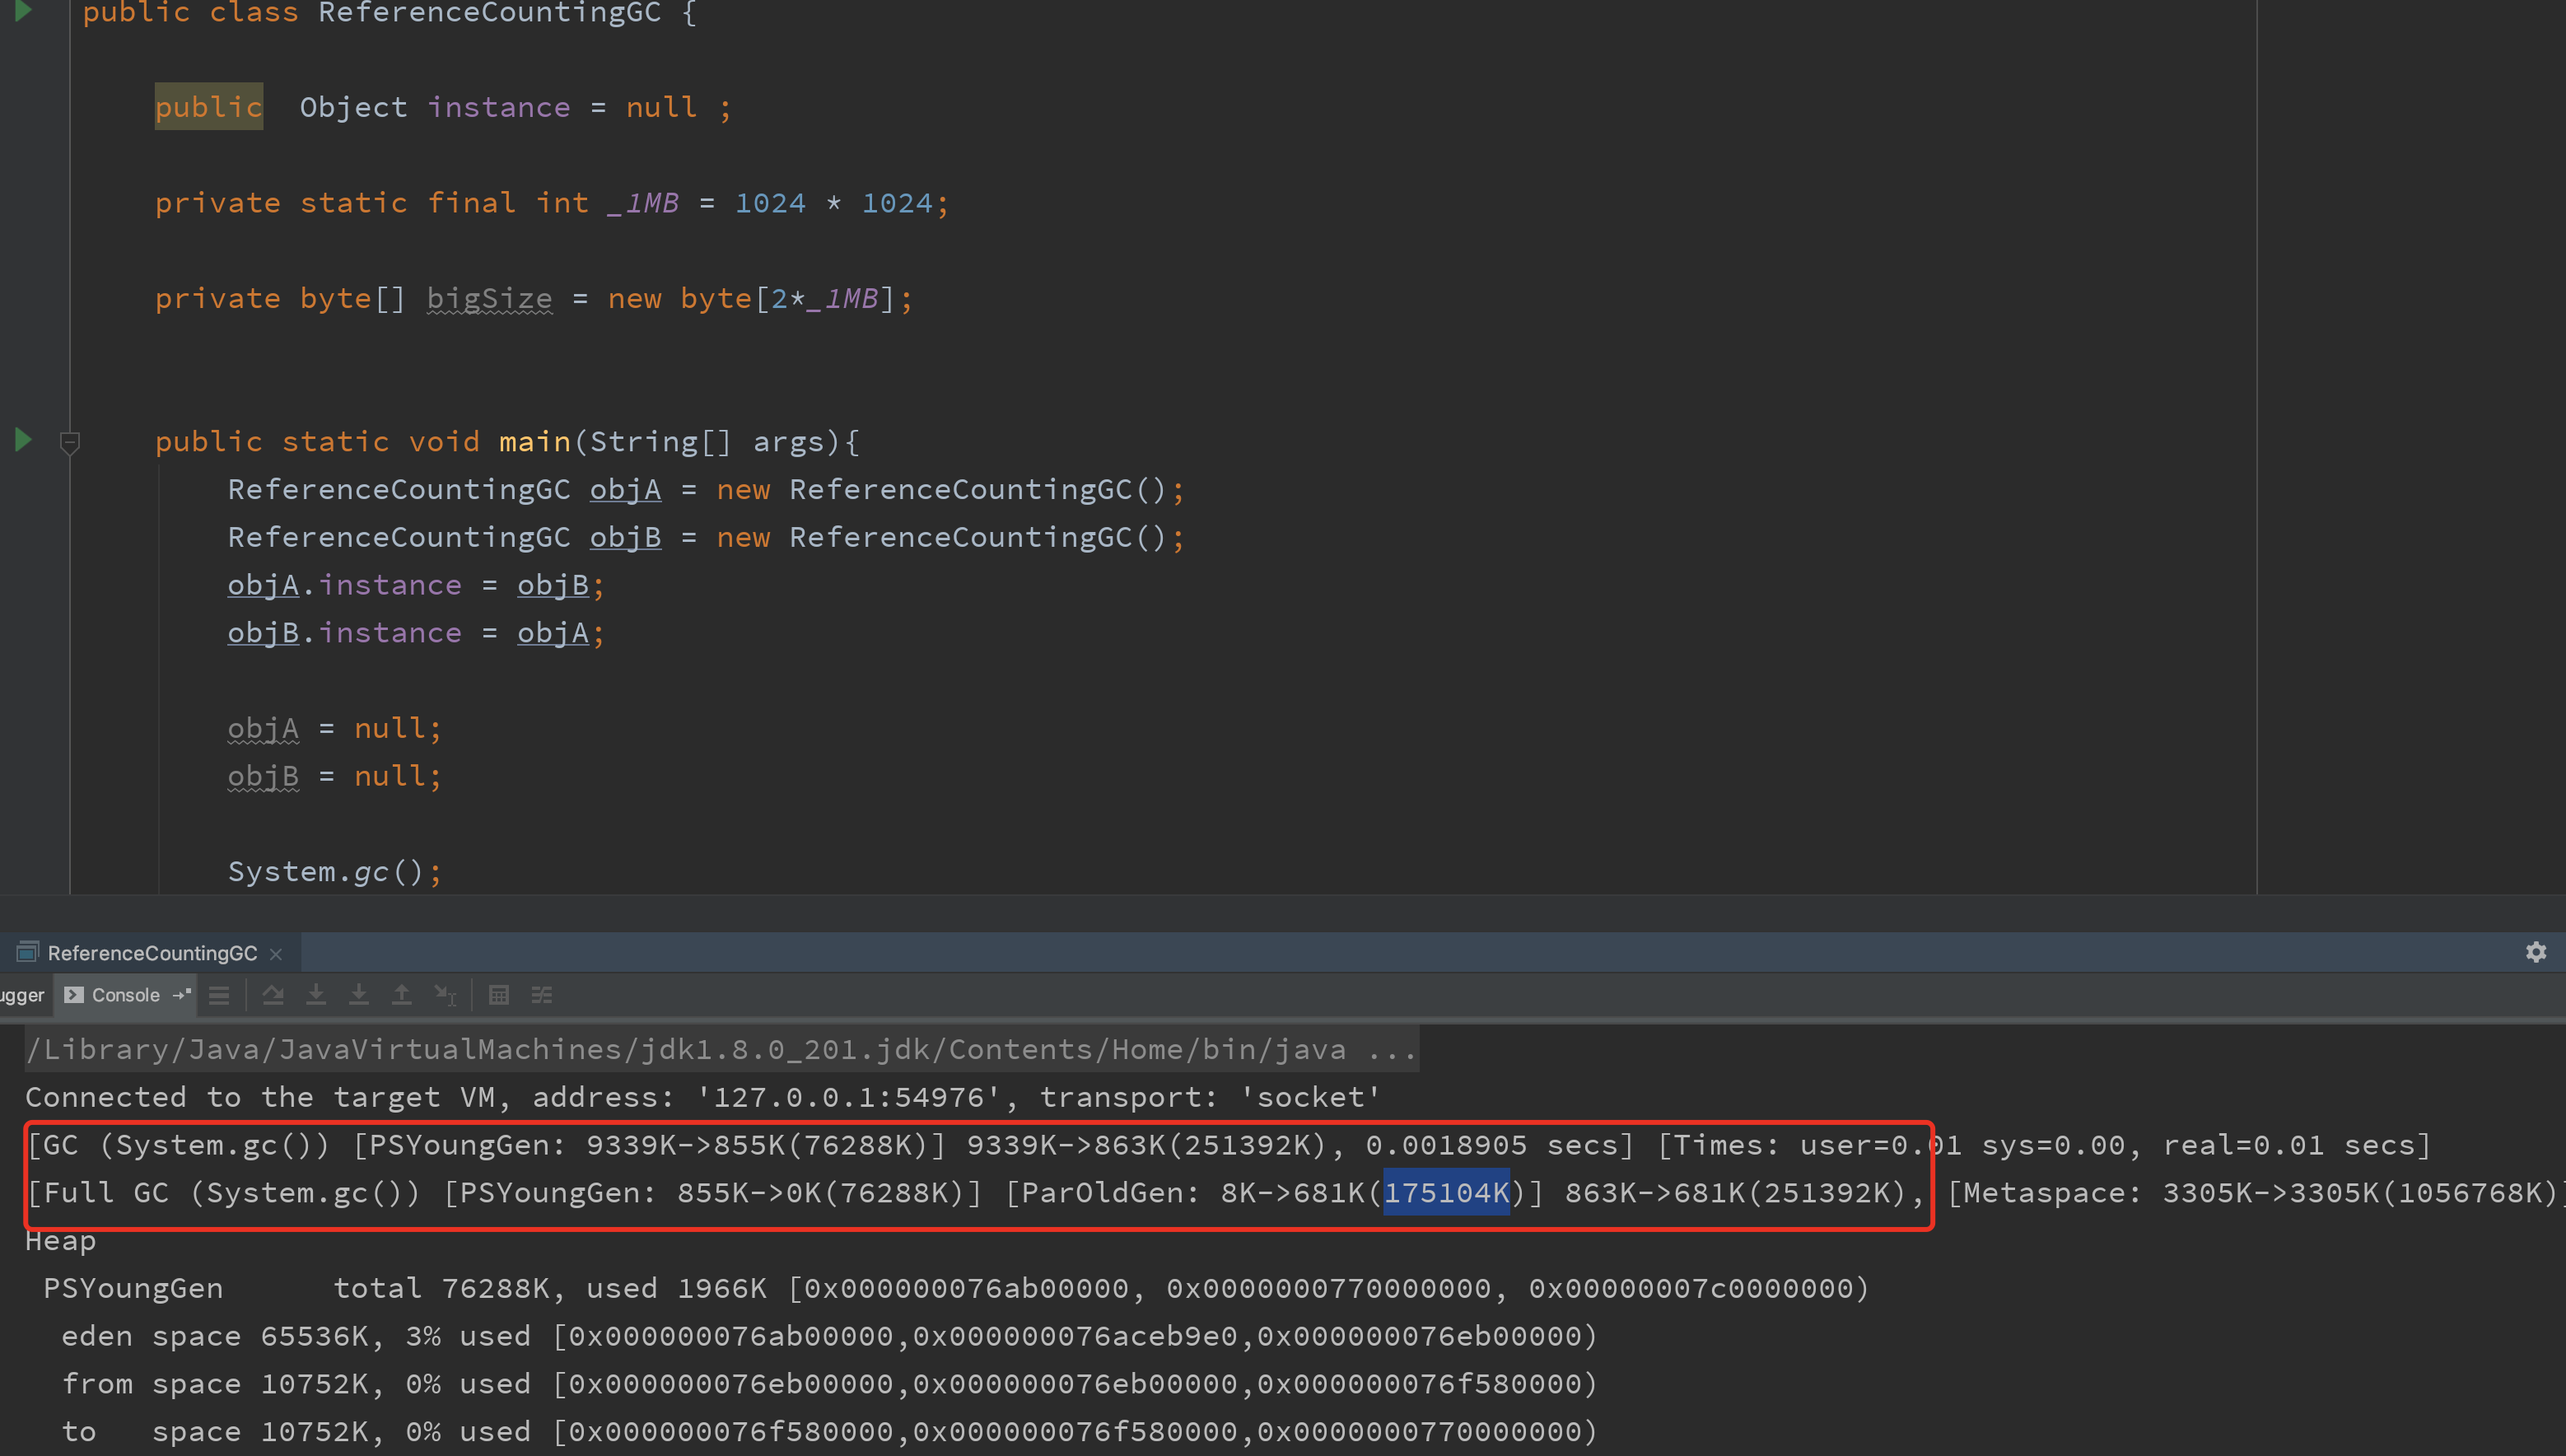 public class ReferenceCountingGC {
public  Object instance = null ;
private static final int _1MB = 1024 * 1024;
private byte[] bigSize = new byte[2*_1MB];
public static void main(String[] args){
ReferenceCountingGC objA = new ReferenceCountingGC();
ReferenceCountingGC objB = new ReferenceCountingGC();
objA.instance = objB;
objB.instance = objA;
objA = null;
objB = null;
System.gc();
ReferenceCountingGC
ugger Console
/Library/Java/JavaVirtualMachines/jdk1.8.0_201.jdk/Contents/Home/bin/java ...
Connected to the target VM, address: '127.0.0.1:54976', transport: 'socket'
[GC (System.gc()) [PSYoungGen: 9339K->855K(76288K)] 9339K->863K(251392K), 0.0018905 secs] [Times: user=0.01 sys=0.00, real=0.01 secs]
[Full GC (System.gc()) [PSYoungGen: 855K->0K(76288K)] [ParOldGen: 8K->681K(175104K)] 863K->681K(251392K), [Metaspace: 3305K->3305K(1056768K)]
Heap
PSYoungGen      total 76288K, used 1966K [0x000000076ab00000, 0x0000000770000000, 0x00000007c0000000)
eden space 65536K, 3% used [0x000000076ab00000,0x000000076aceb9e0,0x000000076eb00000)
from space 10752K, 0% used [0x000000076eb00000,0x000000076eb00000,0x000000076f580000)
to   space 10752K, 0% used [0x000000076f580000,0x000000076f580000,0x0000000770000000)